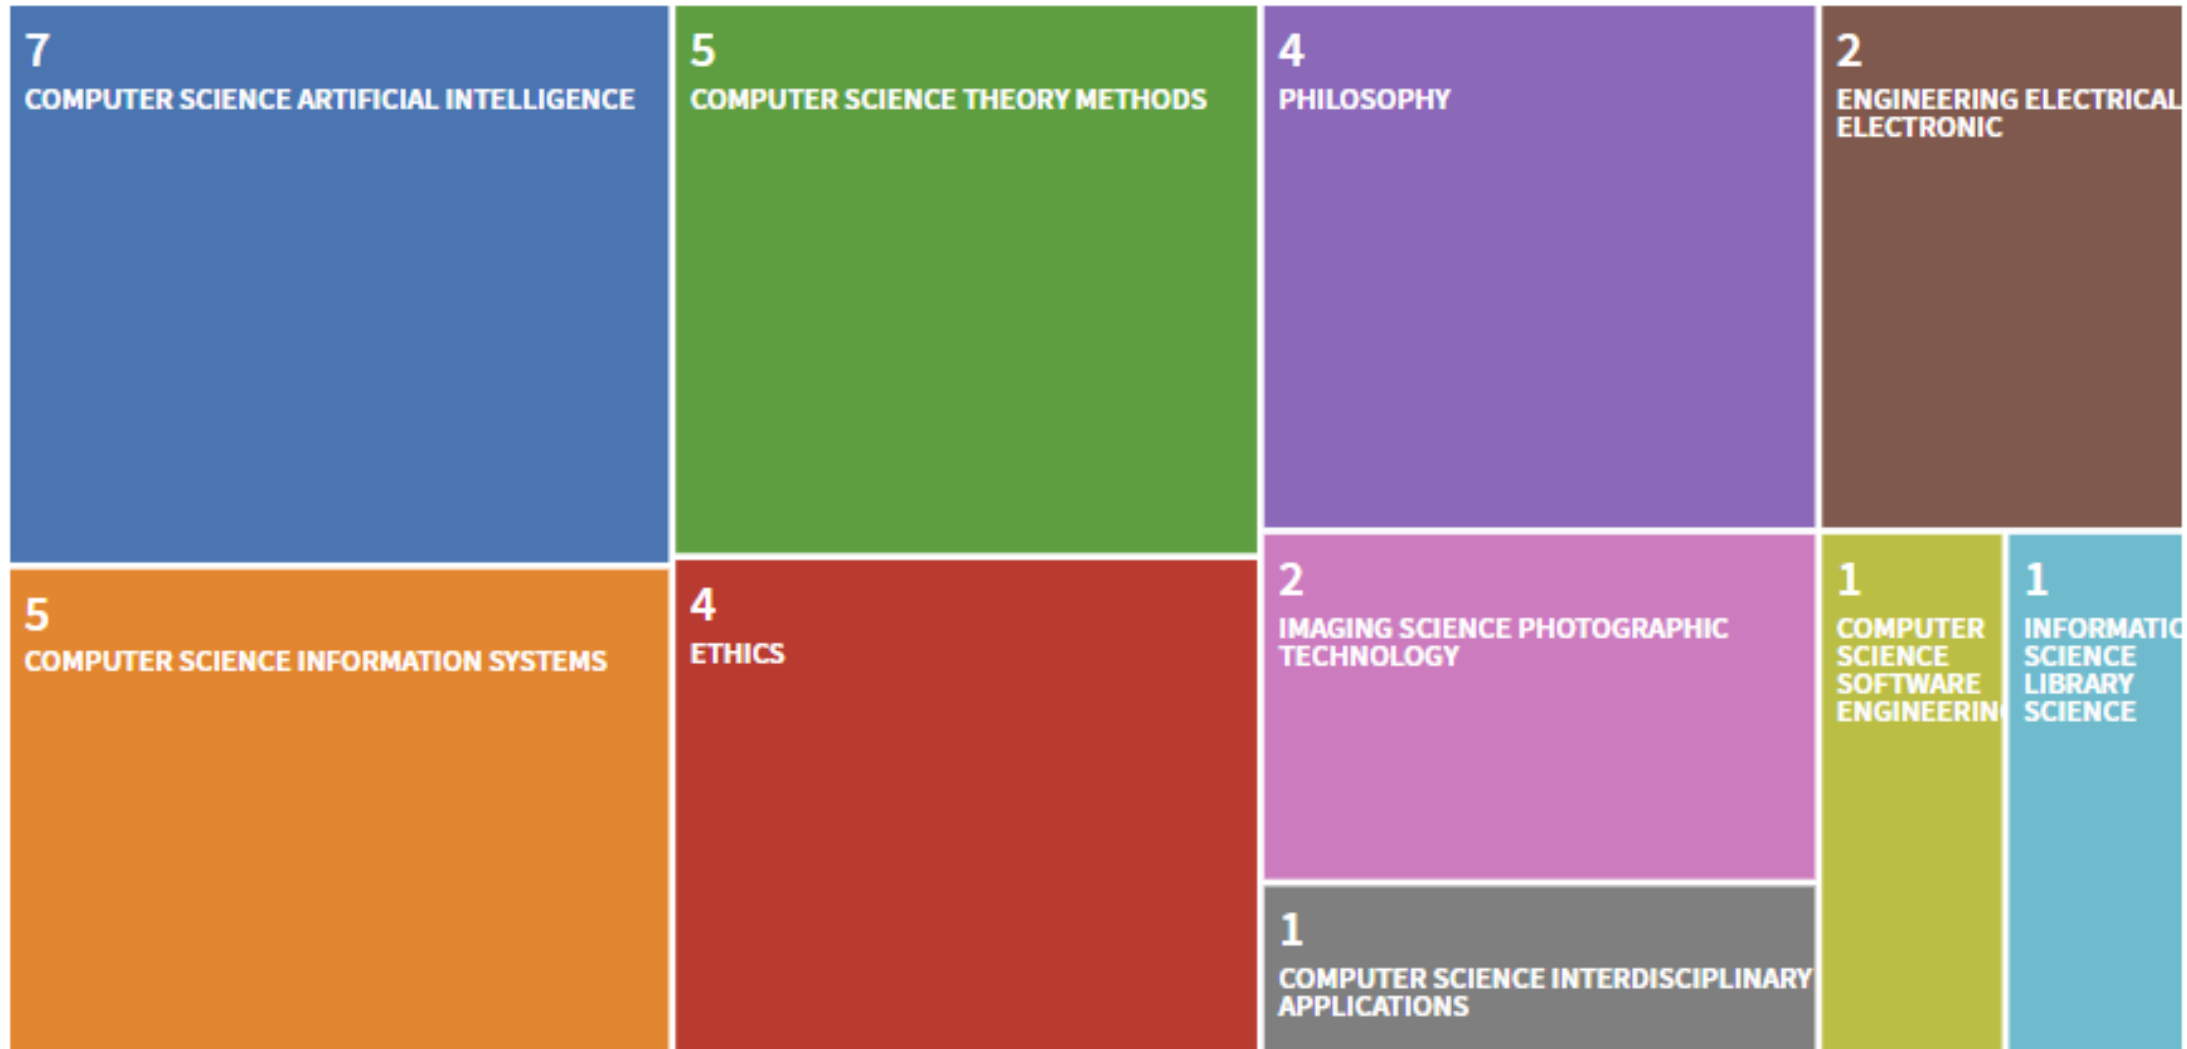 7
COMPUTER SCIENCE ARTIFICIAL INTELLIGENCE
5
COMPUTER SCIENCE THEORY METHODS
4
PHILOSOPHY
2
ENGINEERING ELECTRICAL
ELECTRONIC
5
COMPUTER SCIENCE INFORMATION SYSTEMS
4
ETHICS
2
IMAGING SCIENCE PHOTOGRAPHIC
TECHNOLOGY
1
COMPUTER
SCIENCE
SOFTWARE
ENGINEERIN
1
INFORMATIC
SCIENCE
LIBRARY
SCIENCE
1
COMPUTER SCIENCE INTERDISCIPLINARY
APPLICATIONS